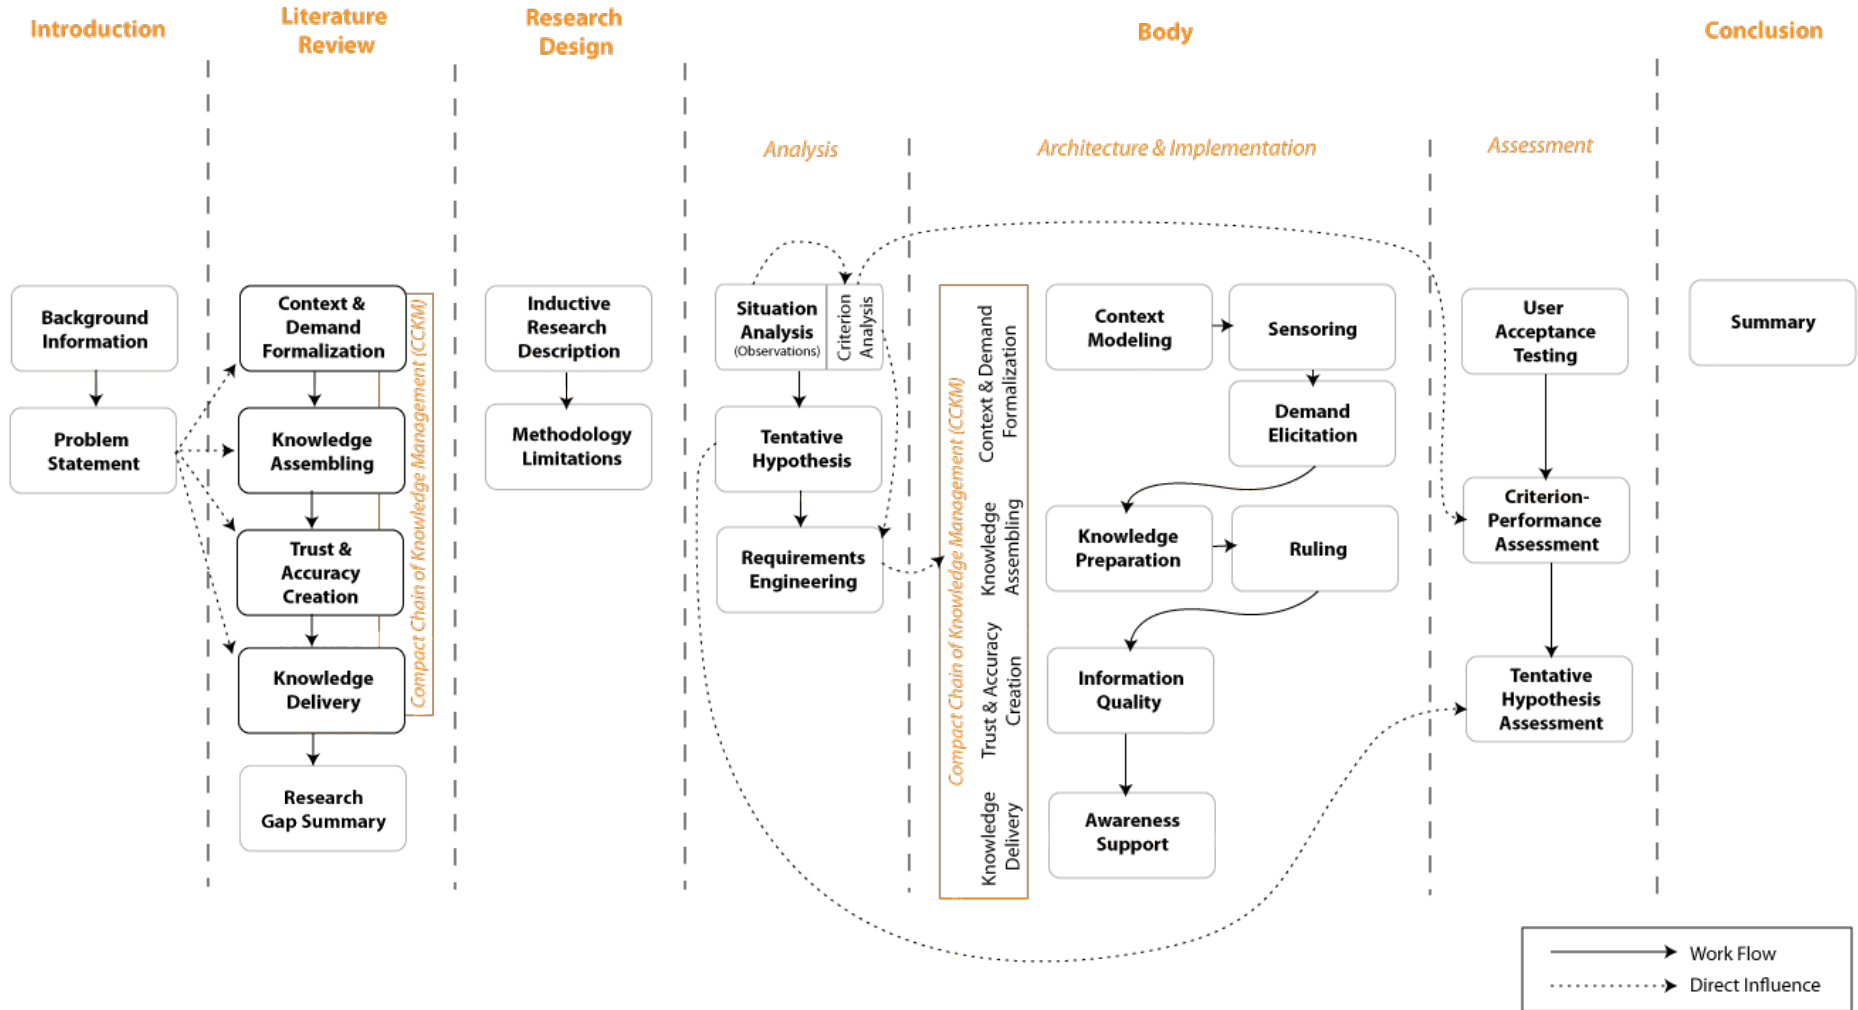 Introduction
Literature
Review
Research
Design
Body
Conclusion
Analysis
Architecture & Implementation
Assessment
Background
Information
Problem
Statement
Context &
Demand
Formalization
Knowledge
Assembling
Trust &
Accuracy
Creation
Knowledge
Delivery
Research
Gap Summary
Compact Chain of Knowledge Management (CCKM)
Inductive
Research
Description
Methodology
Limitations
Situation
Analysis
(Observations)
Criterion
Analysis
Tentative
Hypothesis
Requirements
Engineering
Compact Chain of Knowledge Management (CCKM)
Context & Demand
Formalization
Knowledge
Assembling
Trust & Accuracy
Creation
Knowledge
Delivery
Context
Modeling
Sensoring
Demand
Elicitation
Knowledge
Preparation
Ruling
Information
Quality
Awareness
Support
User
Acceptance
Testing
Criterion-
Performance
Assessment
Tentative
Hypothesis
Assessment
Summary
Work Flow
Direct Influence